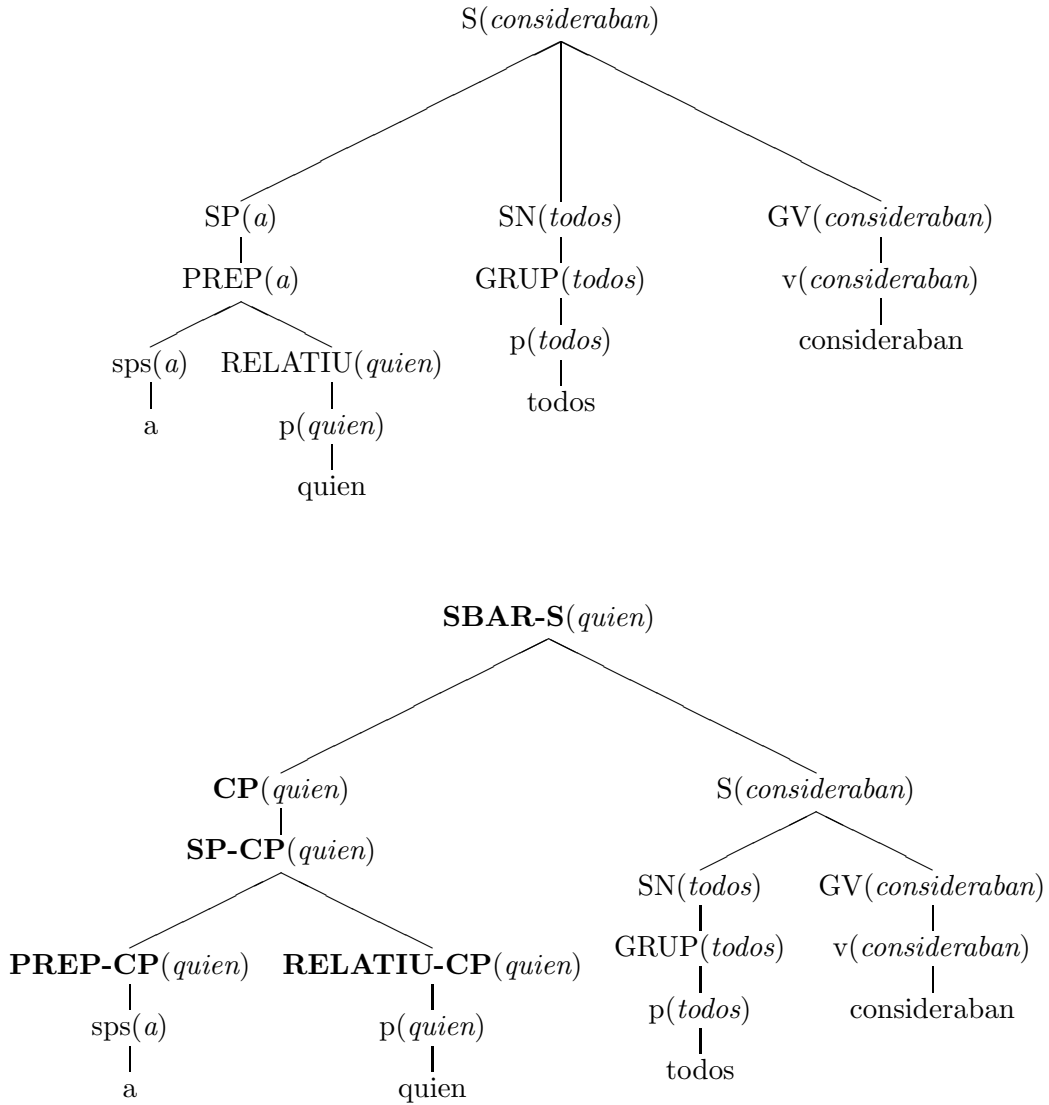 S(consideraban)
SP(a) SN(todos) GV(consideraban)
PREP(a) GRUP(todos) v(consideraban)
sps(a) RELATIU(quien) p(todos) consideraban
a p(quien) todos
quien
SBAR-S(quien)
CP(quien) S(consideraban)
SP-CP(quien) SN(todos) GV(consideraban)
PREP-CP(quien) RELATIU-CP(quien) GRUP(todos) v(consideraban)
sps(a) p(quien) p(todos) consideraban
a quien todos